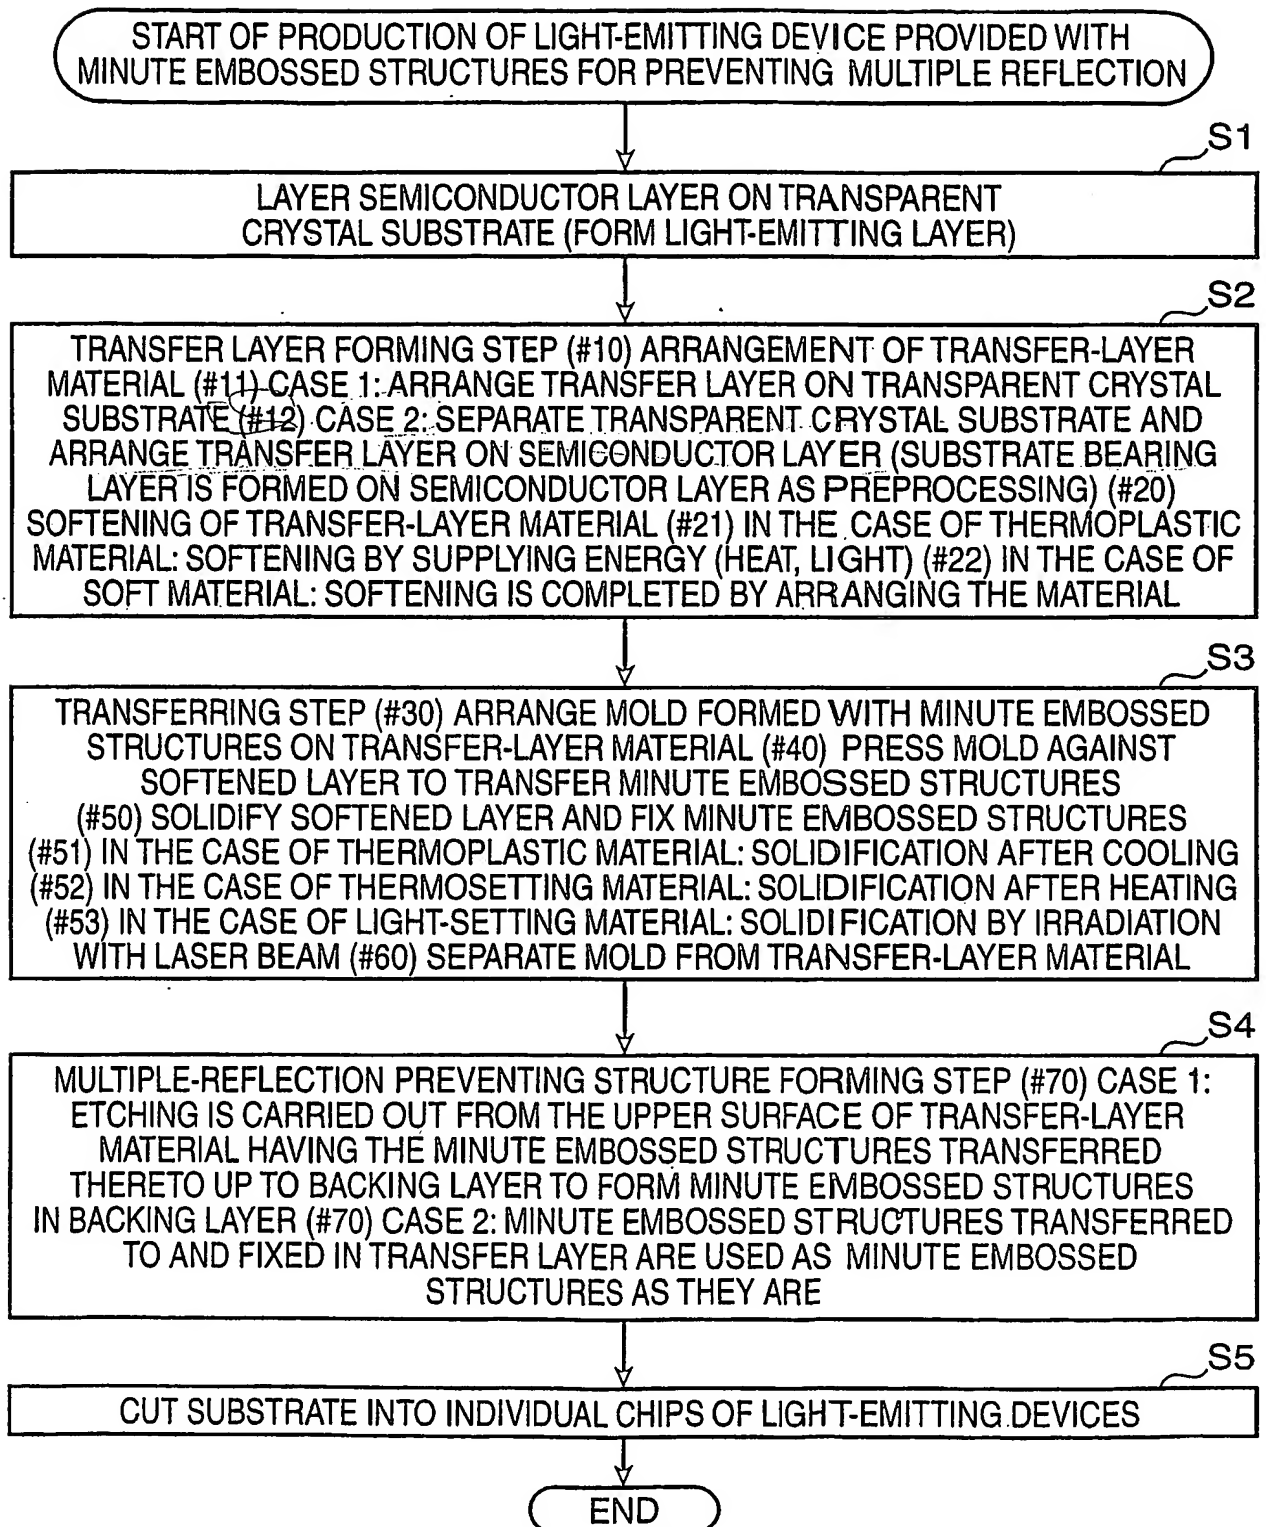 START OF PRODUCTION OF LIGHT-EMITTING DEVICE PROVIDED WITH
MINUTE EMBOSSED STRUCTURES FOR PREVENTING MULTIPLE REFLECTION
S1
LAYER SEMICONDUCTOR LAYER ON TRANSPARENT
CRYSTAL SUBSTRATE (FORM LIGHT-EMITTING LAYER)
S2
TRANSFER LAYER FORMING STEP (#10) ARRANGEMENT OF TRANSFER-LAYER
MATERIAL (#11) CASE 1: ARRANGE TRANSFER LAYER ON TRANSPARENT CRYSTAL
SUBSTRATE (#12) CASE 2: SEPARATE TRANSPARENT CRYSTAL SUBSTRATE AND
ARRANGE TRANSFER LAYER ON SEMICONDUCTOR LAYER (SUBSTRATE BEARING
LAYER IS FORMED ON SEMICONDUCTOR LAYER AS PREPROCESSING) (#20)
SOFTENING OF TRANSFER-LAYER MATERIAL (#21) IN THE CASE OF THERMOPLASTIC
MATERIAL: SOFTENING BY SUPPLYING ENERGY (HEAT, LIGHT) (#22) IN THE CASE OF
SOFT MATERIAL: SOFTENING IS COMPLETED BY ARRANGING THE MATERIAL
S3
TRANSFERRING STEP (#30) ARRANGE MOLD FORMED WITH MINUTE EMBOSSED
STRUCTURES ON TRANSFER-LAYER MATERIAL (#40) PRESS MOLD AGAINST
SOFTENED LAYER TO TRANSFER MINUTE EMBOSSED STRUCTURES
(#50) SOLIDIFY SOFTENED LAYER AND FIX MINUTE EMBOSSED STRUCTURES
(#51) IN THE CASE OF THERMOPLASTIC MATERIAL: SOLIDIFICATION AFTER COOLING
(#52) IN THE CASE OF THERMOSETTING MATERIAL: SOLIDIFICATION AFTER HEATING
(#53) IN THE CASE OF LIGHT-SETTING MATERIAL: SOLIDIFICATION BY IRRADIATION
WITH LASER BEAM (#60) SEPARATE MOLD FROM TRANSFER-LAYER MATERIAL
S4
MULTIPLE-REFLECTION PREVENTING STRUCTURE FORMING STEP (#70) CASE 1:
ETCHING IS CARRIED OUT FROM THE UPPER SURFACE OF TRANSFER-LAYER
MATERIAL HAVING THE MINUTE EMBOSSED STRUCTURES TRANSFERRED
THERETO UP TO BACKING LAYER TO FORM MINUTE EMBOSSED STRUCTURES
IN BACKING LAYER (#70) CASE 2: MINUTE EMBOSSED STRUCTURES TRANSFERRED
TO AND FIXED IN TRANSFER LAYER ARE USED AS MINUTE EMBOSSED
STRUCTURES AS THEY ARE
S5
CUT SUBSTRATE INTO INDIVIDUAL CHIPS OF LIGHT-EMITTING DEVICES
END